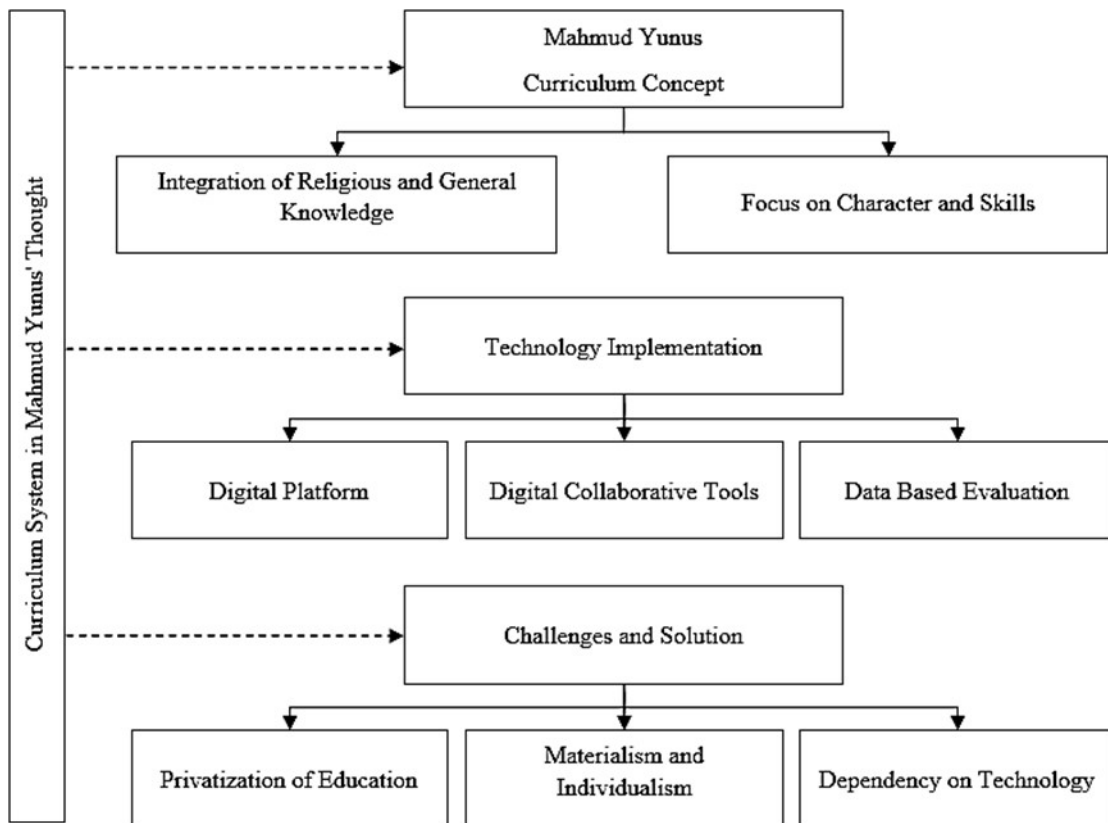 Curriculum System in Mahmud Yunus' Thought
Mahmud Yunus
Curriculum Concept
Integration of Religious and General
Knowledge
Focus on Character and Skills
Technology Implementation
Digital Platform
Digital Collaborative Tools
Data Based Evaluation
Challenges and Solution
Privatization of Education
Materialism and
Individualism
Dependency on Technology